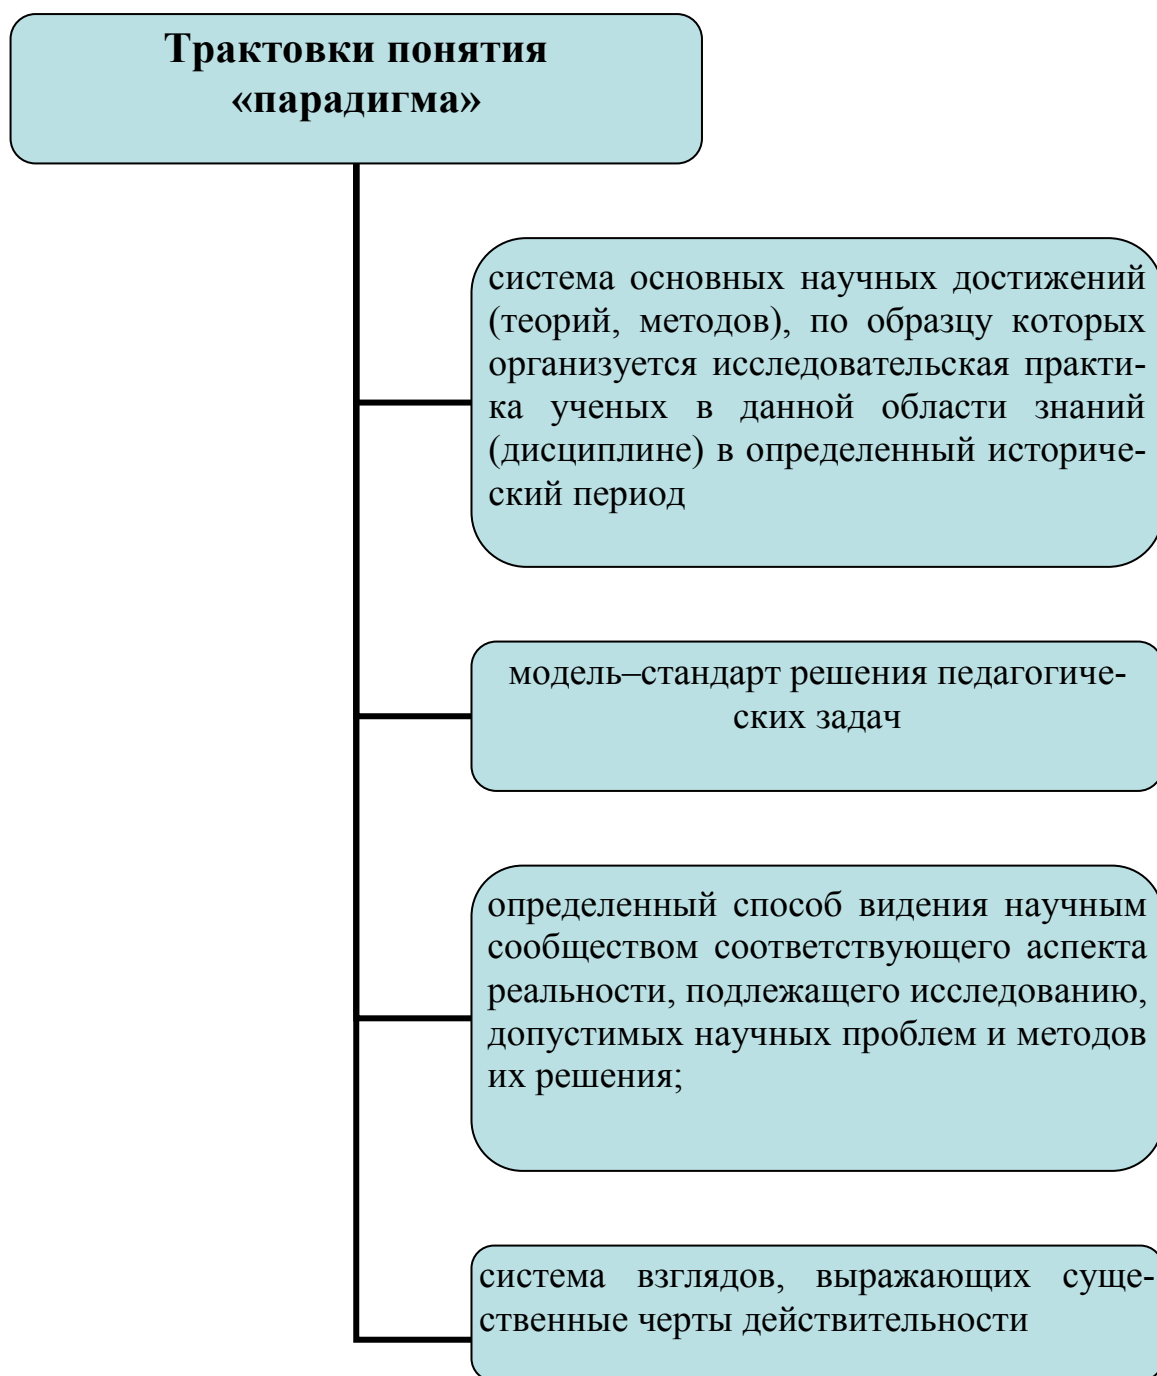 Трактовки понятия
«парадигма»
система основных научных достижений
(теорий, методов), по образцу которых
организуется исследовательская практи-
ка ученых в данной области знаний
(дисциплине) в определенный историче-
ский период
модель–стандарт решения педагогиче-
ских задач
определенный способ видения научным
сообществом соответствующего аспекта
реальности, подлежащего исследованию,
допустимых научных проблем и методов
их решения;
система взглядов, выражающих суще-
ственные черты действительности